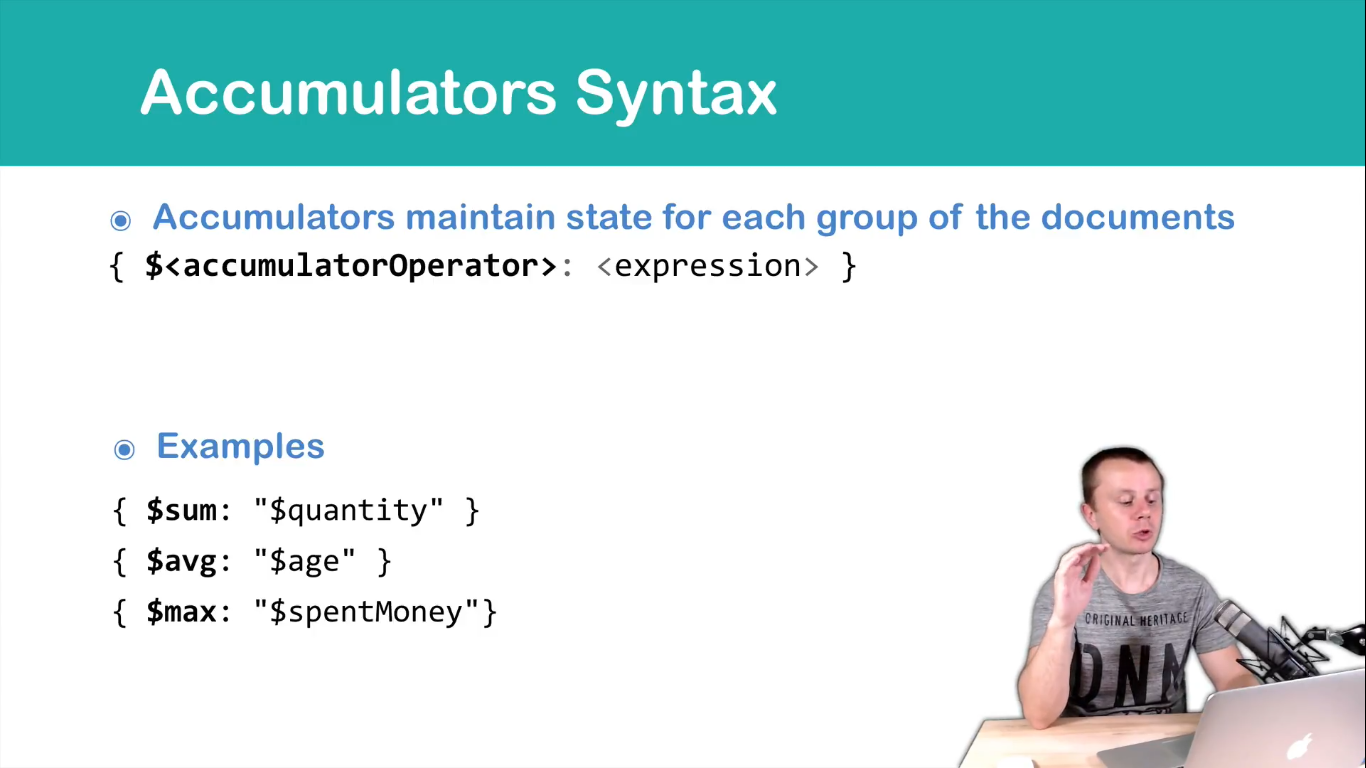 Accumulators Syntax
Accumulators maintain state for each group of the documents
{ $<accumulatorOperator>: <expression> }
Examples
{ $sum: "$quantity" }
{ $avg: "$age" }
{ $max: "$spentMoney"}
ORIGINAL HERITAGE